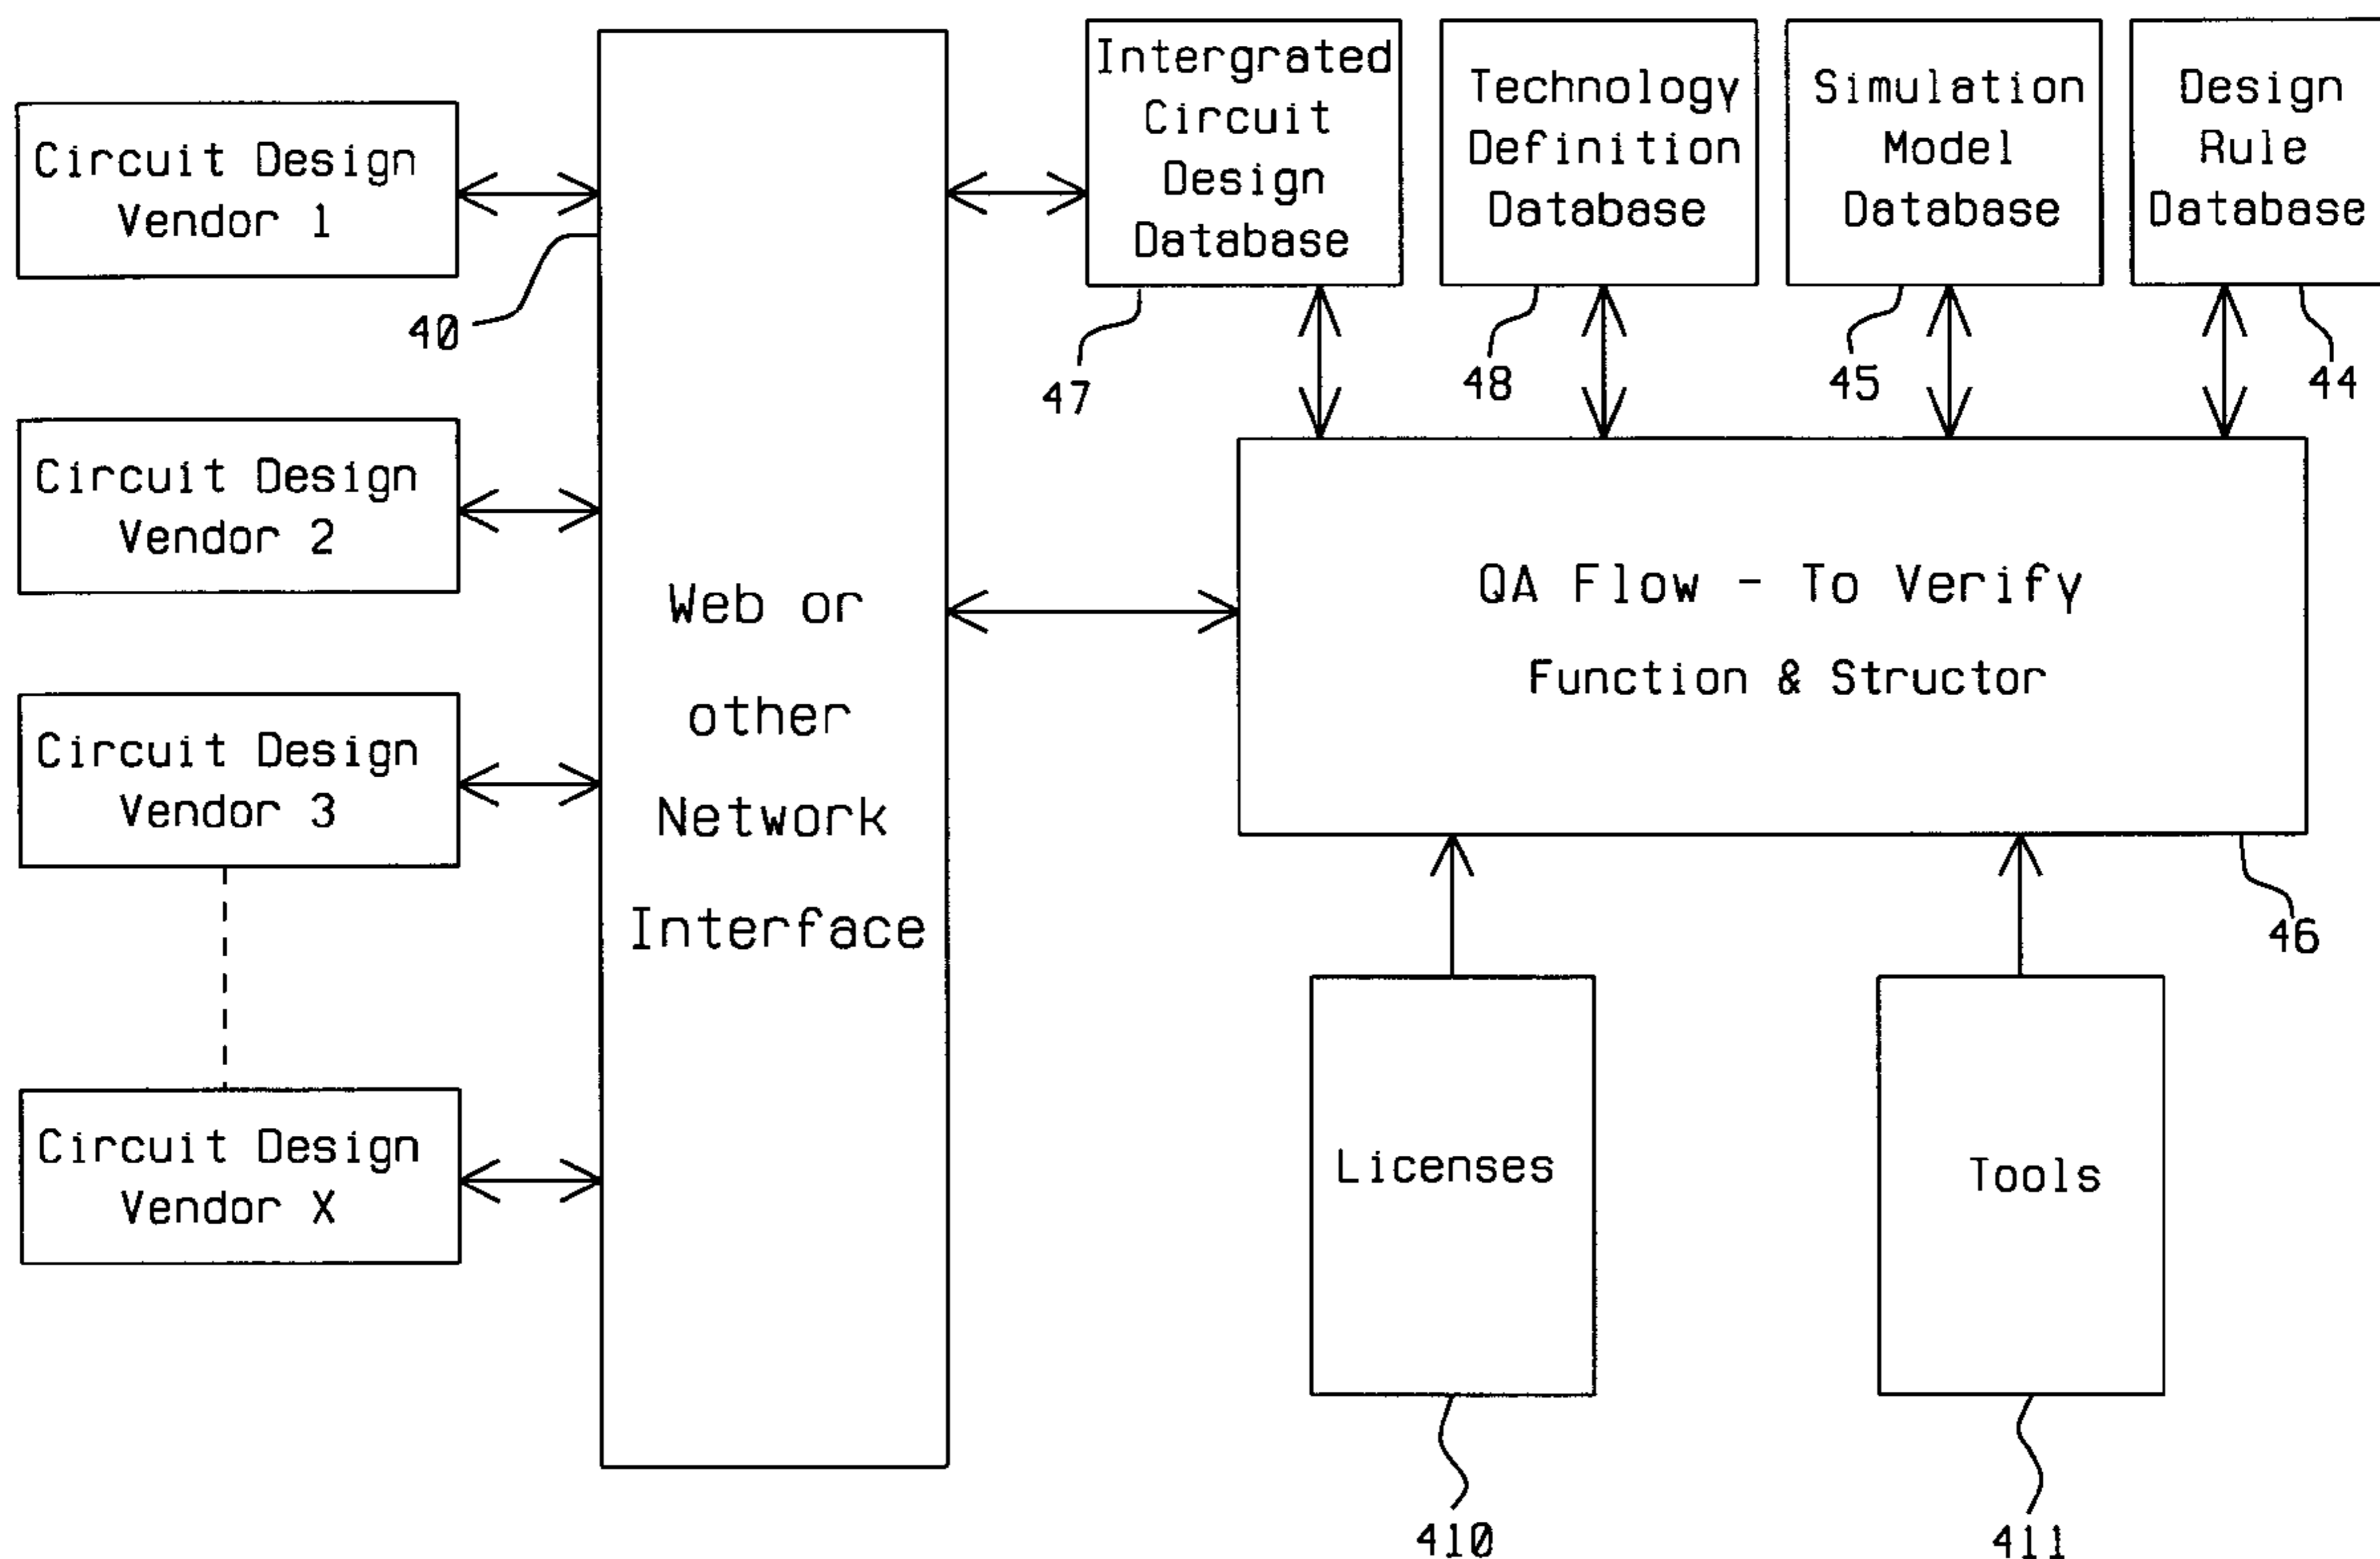 Circuit Design
Vendor 1
40
Circuit Design
Vendor 2
Circuit Design
Vendor 3
Circuit Design
Vendor X
Web or
other
Network
Interface
Intergrated
Circuit
Design
Database
47
Technology
Definition
Database
48
Simulation
Model
Database
45
Design
Rule
Database
44
QA Flow - To Verify
Function & Structor
46
Licenses
410
Tools
411